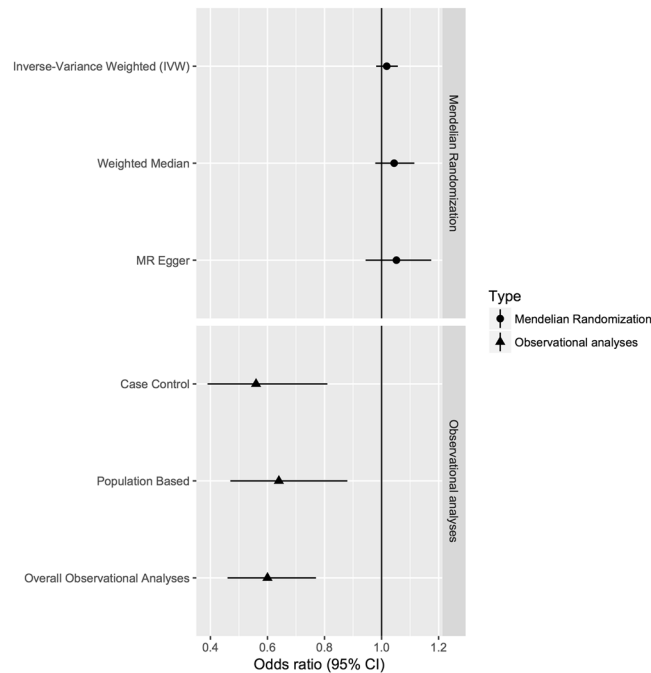 Inverse-Variance Weighted (IVW)
Weighted Median
MR Egger
Mendelian Randomization
Case Control
Population Based
Overall Observational Analyses
Observational analyses
0.4 0.6 0.8 1.0 1.2
Odds ratio (95% CI)
Type
Mendelian Randomization
Observational analyses